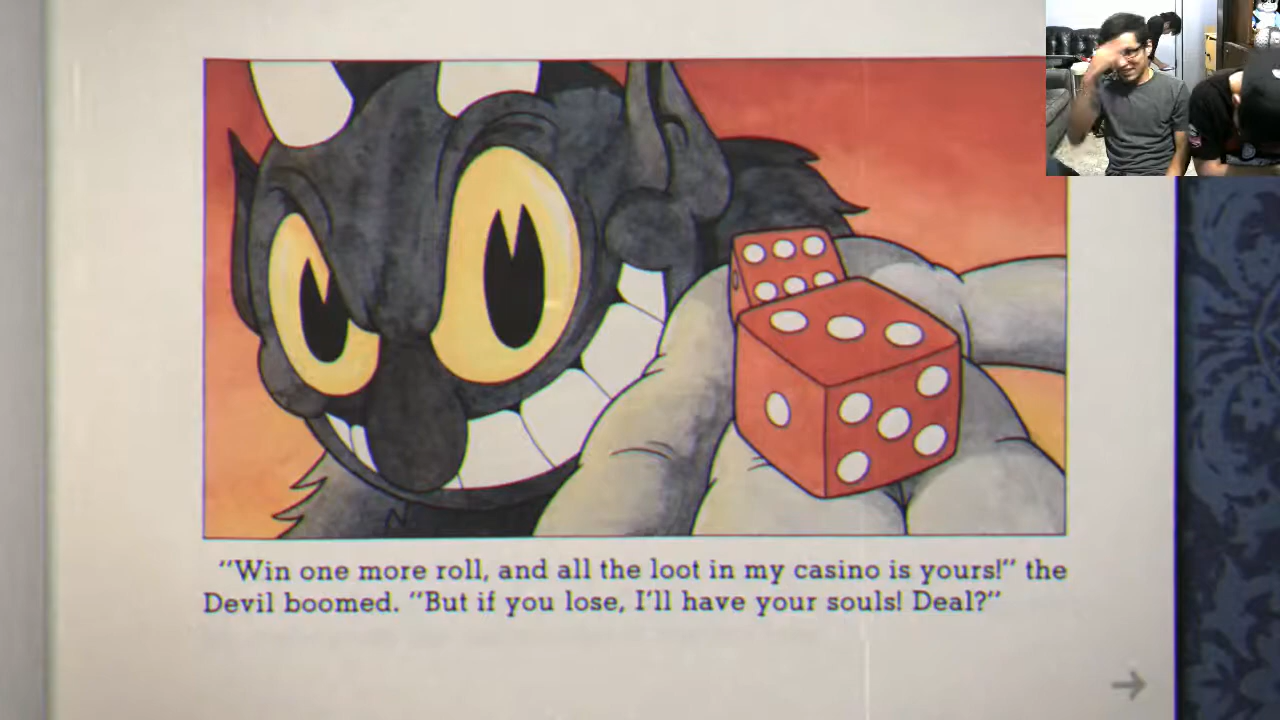 “Win one more roll, and all the loot in my casino is yours!” the
Devil boomed. “But if you lose, I’ll have your souls! Deal?”